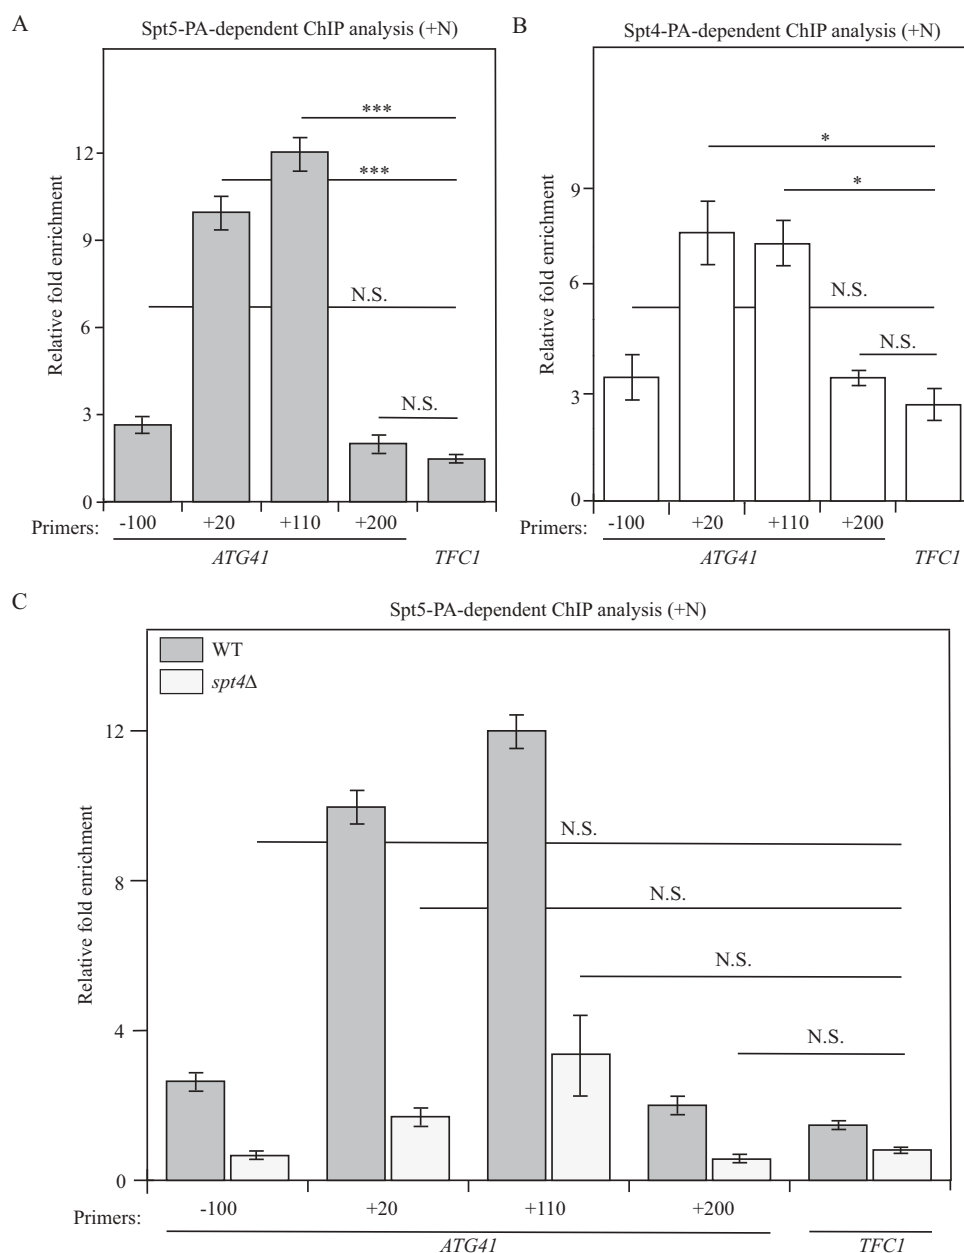 A
Spt5-PA-dependent ChIP analysis (+N)
Relative fold enrichment
12
9
6
3
0
***
***
N.S.
N.S.
Primers: -100 +20 +110 +200
ATG41 TFC1
B
Spt4-PA-dependent ChIP analysis (+N)
Relative fold enrichment
9
6
3
0
*
*
N.S.
N.S.
Primers: -100 +20 +110 +200
ATG41 TFC1
C
Spt5-PA-dependent ChIP analysis (+N)
WT
spt4Δ
Relative fold enrichment
12
8
4
0
N.S.
N.S.
N.S.
N.S.
Primers: -100 +20 +110 +200
ATG41 TFC1